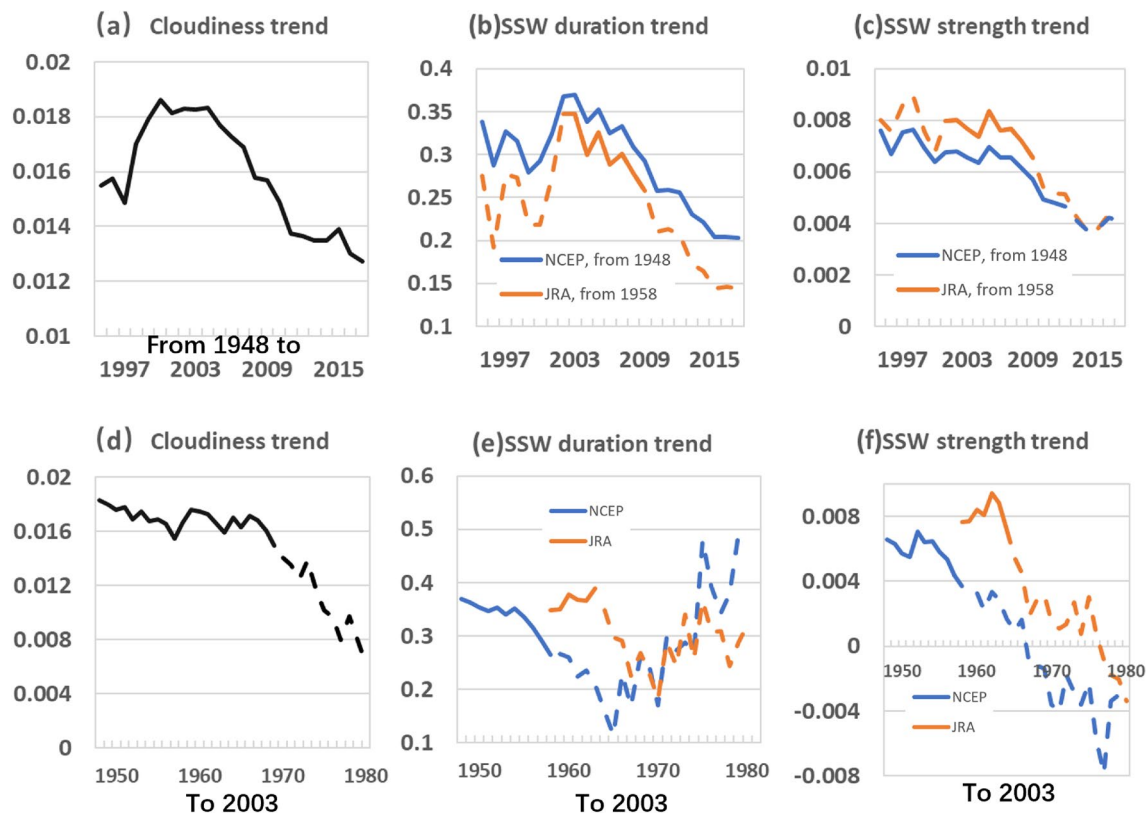 (a) Cloudiness trend
0.02
0.018
0.016
0.014
0.012
0.01
From 1948 to
1997 2003 2009 2015
(b)SSW duration trend
0.4
0.35
0.3
0.25
0.2
0.15
0.1
NCEP, from 1948
JRA, from 1958
1997 2003 2009 2015
(c)SSW strength trend
0.01
0.008
0.006
0.004
0.002
0
NCEP, from 1948
JRA, from 1958
1997 2003 2009 2015
(d) Cloudiness trend
0.02
0.016
0.012
0.008
0.004
0
1950 1960 1970 1980
To 2003
(e)SSW duration trend
0.6
0.5
0.4
0.3
0.2
0.1
NCEP
JRA
1950 1960 1970 1980
To 2003
(f)SSW strength trend
0.008
0.004
0
-0.004
-0.008
1950 1960 1970 1980
NCEP
JRA
To 2003